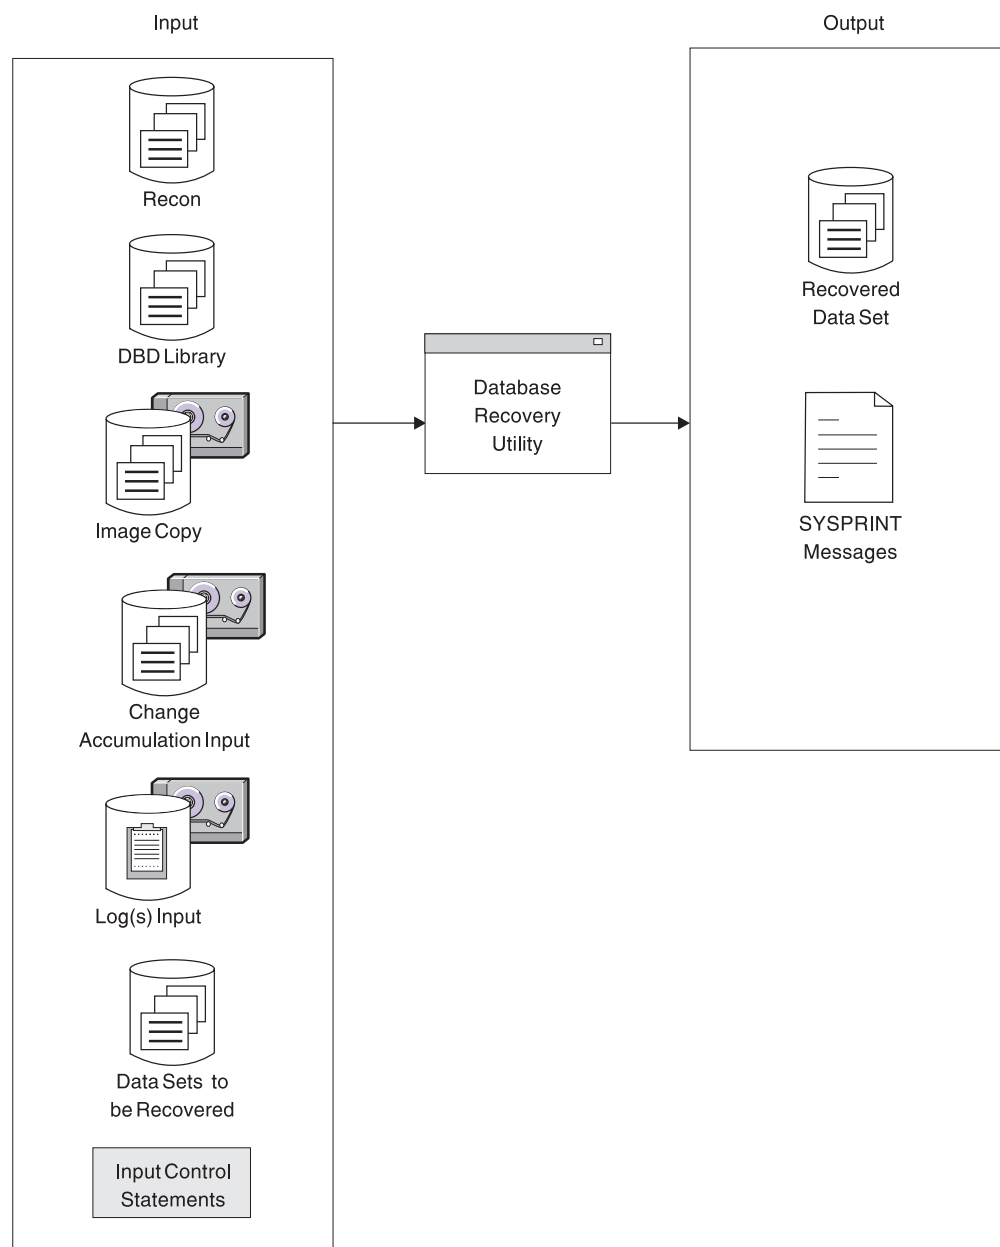 Input
Output
Recon
DBD Library
Image Copy
Change
Accumulation Input
Log(s) Input
Data Sets to
be Recovered
Input Control
Statements
Database
Recovery
Utility
Recovered
Data Set
SYSPRINT
Messages